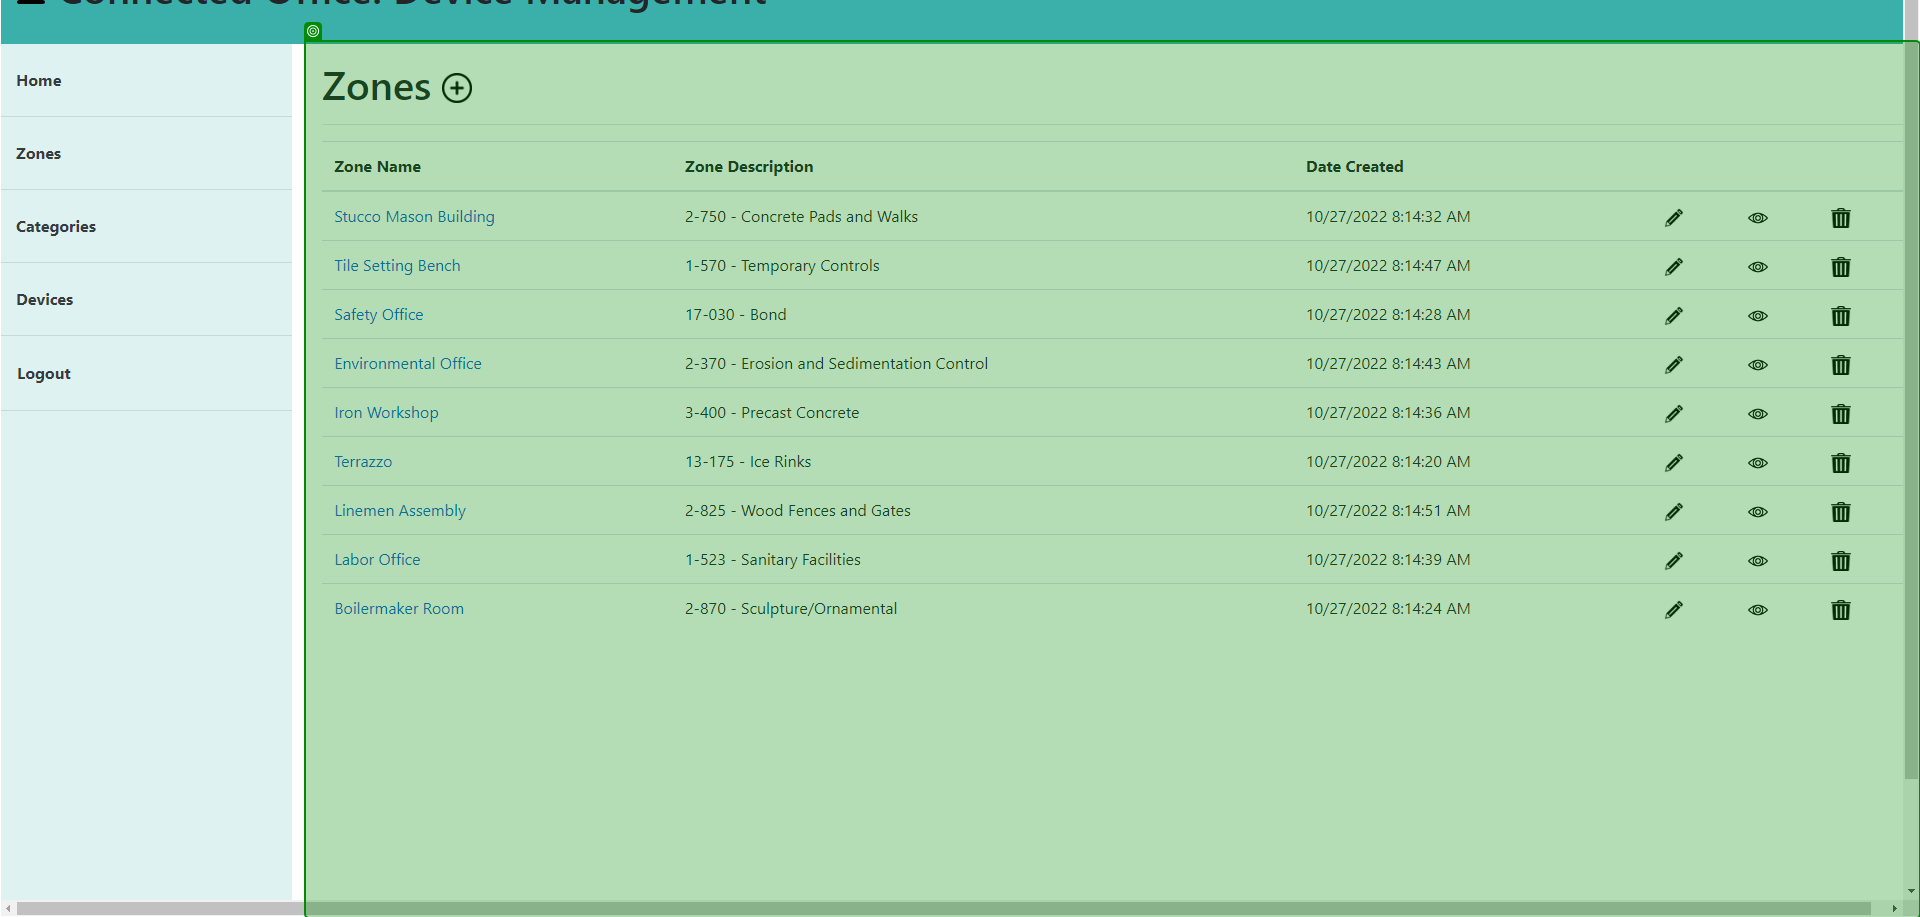 Connected Office: Device Management
Home
Zones
Categories
Devices
Logout
Zones
Zone Name Zone Description Date Created
Stucco Mason Building 2-750 - Concrete Pads and Walks 10/27/2022 8:14:32 AM
Tile Setting Bench 1-570 - Temporary Controls 10/27/2022 8:14:47 AM
Safety Office 17-030 - Bond 10/27/2022 8:14:28 AM
Environmental Office 2-370 - Erosion and Sedimentation Control 10/27/2022 8:14:43 AM
Iron Workshop 3-400 - Precast Concrete 10/27/2022 8:14:36 AM
Terrazzo 13-175 - Ice Rinks 10/27/2022 8:14:20 AM
Linemen Assembly 2-825 - Wood Fences and Gates 10/27/2022 8:14:51 AM
Labor Office 1-523 - Sanitary Facilities 10/27/2022 8:14:39 AM
Boilermaker Room 2-870 - Sculpture/Ornamental 10/27/2022 8:14:24 AM